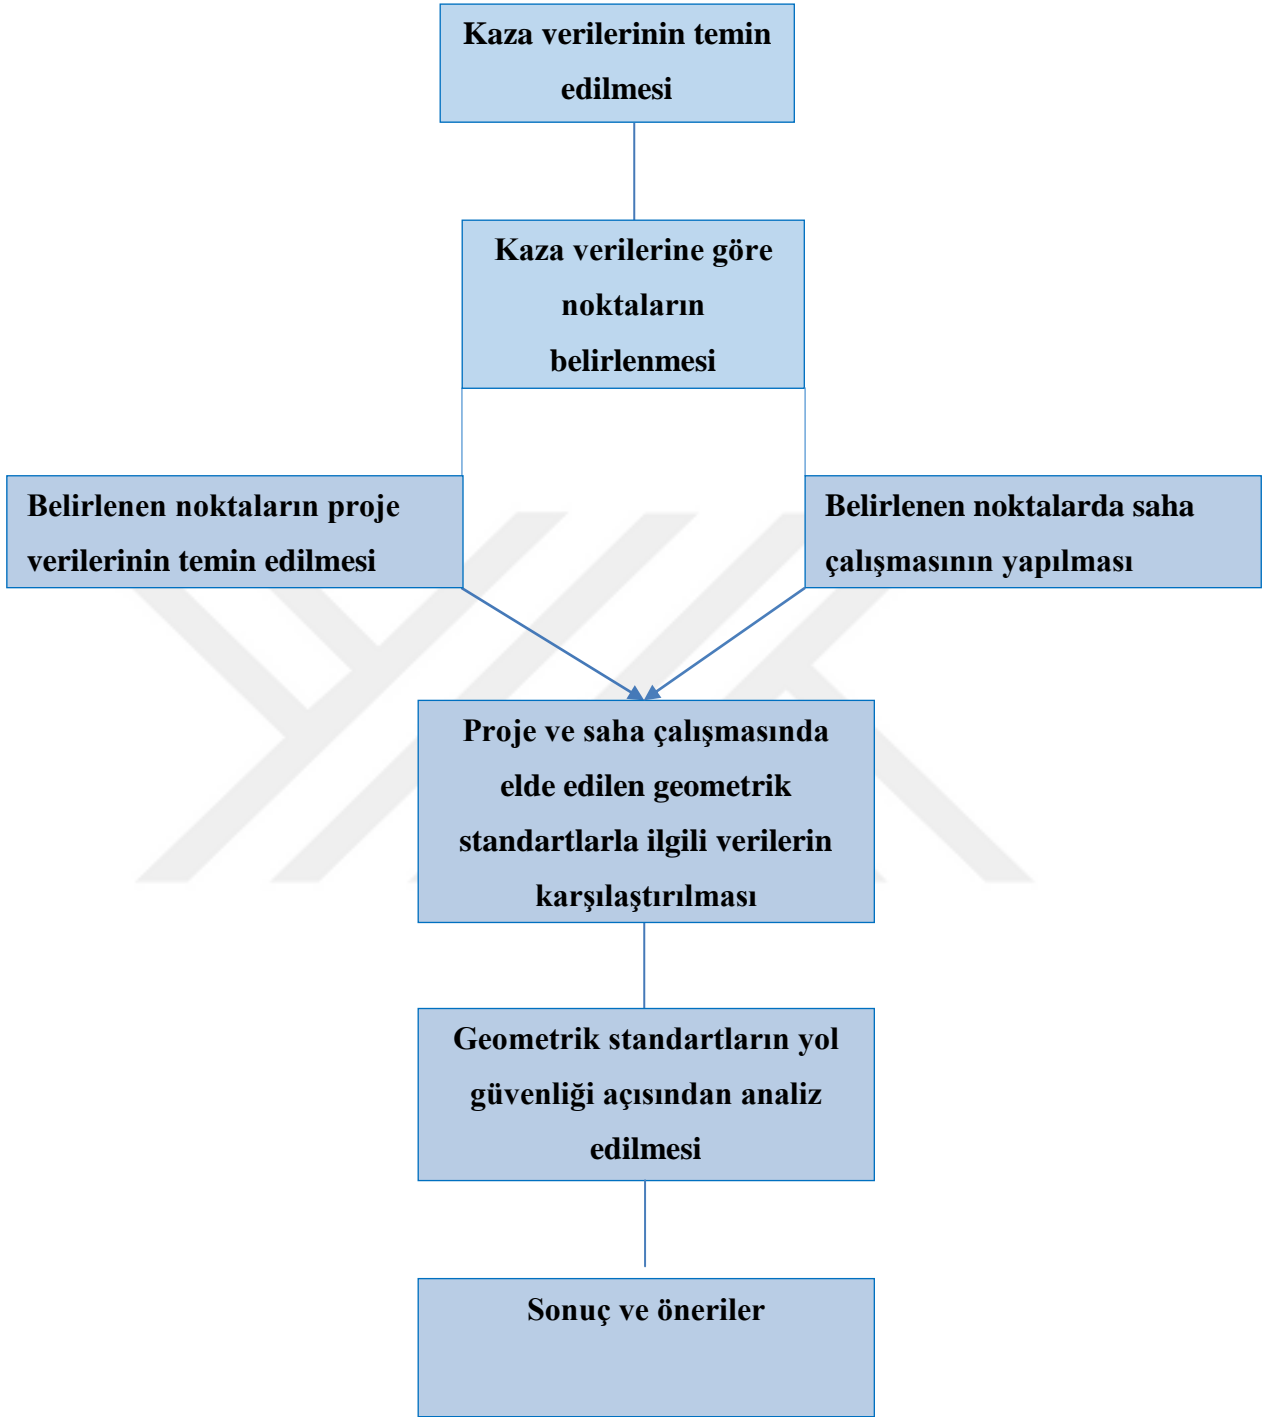 Kaza verilerinin temin
edilmesi
Kaza verilerine göre
noktaların
belirlenmesi
Belirlenen noktaların proje
verilerinin temin edilmesi
Belirlenen noktalarda saha
çalışmasının yapılması
Proje ve saha çalışmasında
elde edilen geometrik
standartlarla ilgili verilerin
karşılaştırılması
Geometrik standartların yol
güvenliği açısından analiz
edilmesi
Sonuç ve öneriler